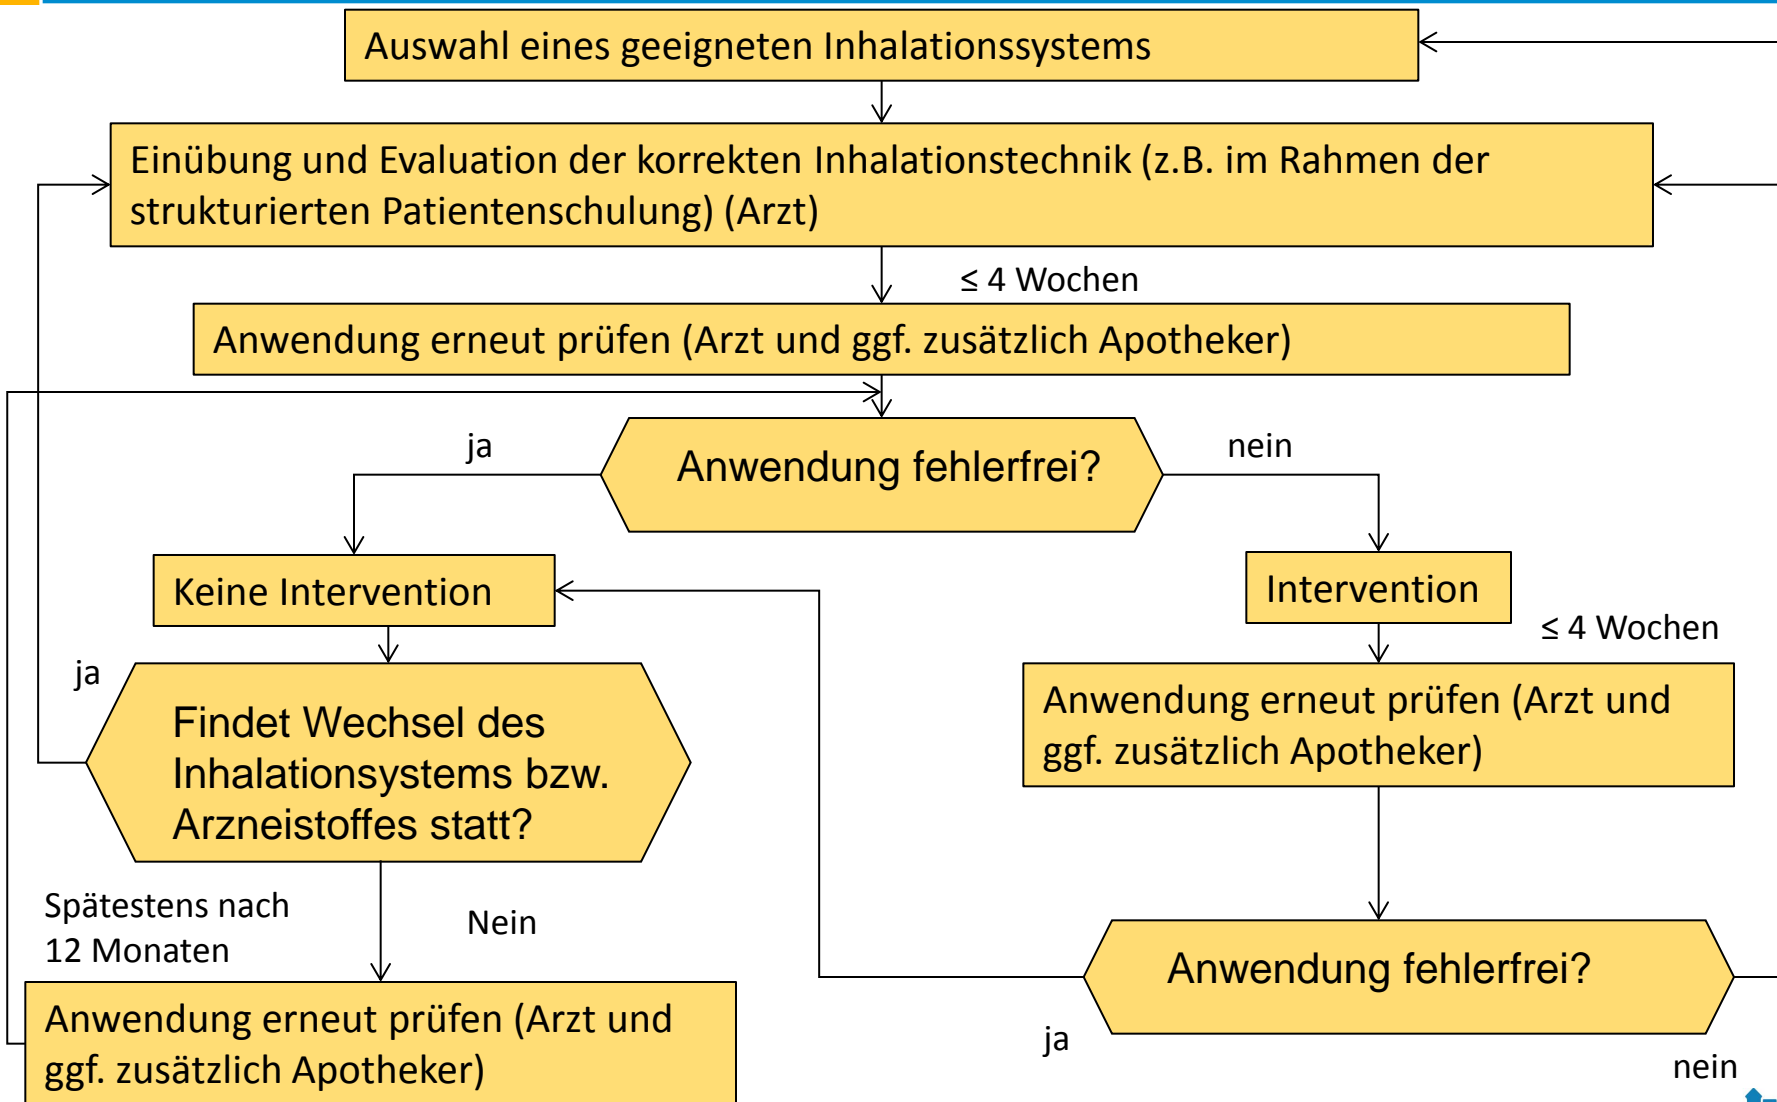 Auswahl eines geeigneten Inhalationssystems
Einübung und Evaluation der korrekten Inhalationstechnik (z.B. im Rahmen der
strukturierten Patientenschulung) (Arzt)
≤ 4 Wochen
Anwendung erneut prüfen (Arzt und ggf. zusätzlich Apotheker)
ja
Anwendung fehlerfrei?
nein
Keine Intervention
Intervention
≤ 4 Wochen
ja
Findet Wechsel des
Inhalationsystems bzw.
Arzneistoffes statt?
Anwendung erneut prüfen (Arzt und
ggf. zusätzlich Apotheker)
Spätestens nach
12 Monaten
Nein
Anwendung fehlerfrei?
ja
nein
Anwendung erneut prüfen (Arzt und
ggf. zusätzlich Apotheker)